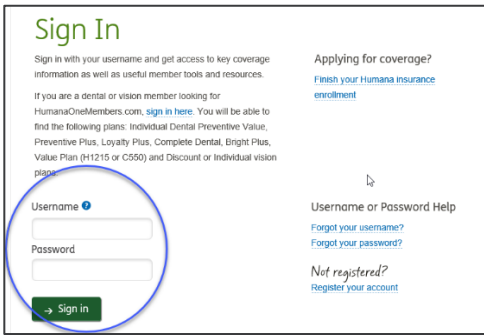 Sign In
Sign in with your username and get access to key coverage
information as well as useful member tools and resources.
If you are a dental or vision member looking for
HumanaOneMembers.com, sign in here. You will be able to
find the following plans: Individual Dental Preventive Value,
Preventive Plus, Loyalty Plus, Complete Dental, Bright Plus,
Value Plan (H1215 or C550) and Discount or Individual vision
plans.
Username ?
Password
→ Sign in
Applying for coverage?
Finish your Humana insurance
enrollment
Username or Password Help
Forgot your username?
Forgot your password?
Not registered?
Register your account